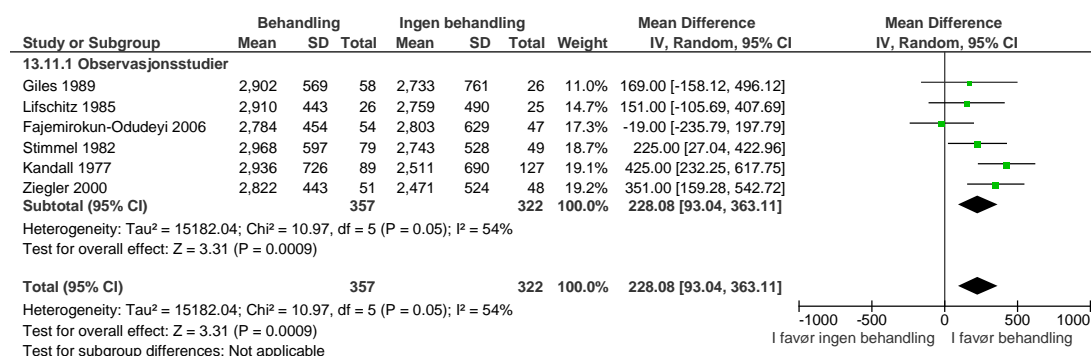 Behandling Ingen behandling Mean Difference Mean Difference
Study or Subgroup Mean SD Total Mean SD Total Weight IV, Random, 95% CI IV, Random, 95% CI
13.11.1 Observasjonsstudier
Giles 1989 2,902 569 58 2,733 761 26 11.0% 169.00 [-158.12, 496.12]
Lifschitz 1985 2,910 443 26 2,759 490 25 14.7% 151.00 [-105.69, 407.69]
Fajemirokun-Odudeyi 2006 2,784 454 54 2,803 629 47 17.3% -19.00 [-235.79, 197.79]
Stimmel 1982 2,968 597 79 2,743 528 49 18.7% 225.00 [27.04, 422.96]
Kandall 1977 2,936 726 89 2,511 690 127 19.1% 425.00 [232.25, 617.75]
Ziegler 2000 2,822 443 51 2,471 524 48 19.2% 351.00 [159.28, 542.72]
Subtotal (95% CI) 357 322 100.0% 228.08 [93.04, 363.11]
Heterogeneity: Tau² = 15182.04; Chi² = 10.97, df = 5 (P = 0.05); I² = 54%
Test for overall effect: Z = 3.31 (P = 0.0009)
Total (95% CI) 357 322 100.0% 228.08 [93.04, 363.11]
Heterogeneity: Tau² = 15182.04; Chi² = 10.97, df = 5 (P = 0.05); I² = 54%
Test for overall effect: Z = 3.31 (P = 0.0009)
Test for subgroup differences: Not applicable
-1000 -500 0 500 1000
I favør ingen behandling I favør behandling